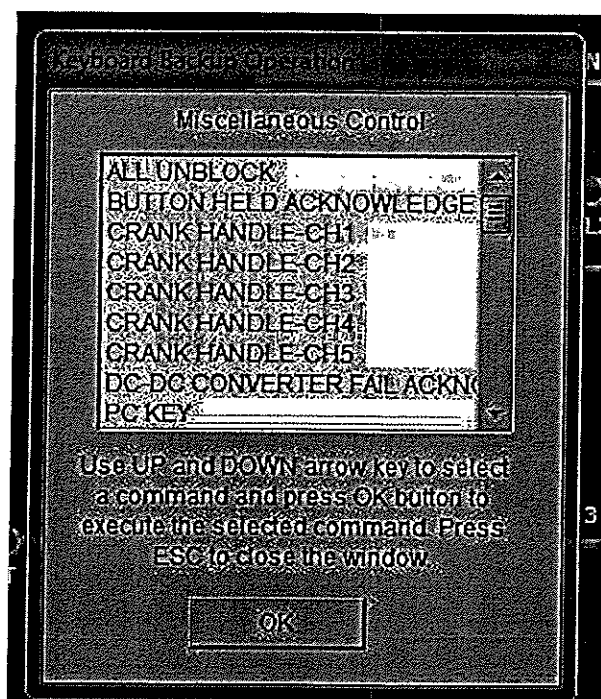 Keyboard Backup Operation
Miscellaneous Control
ALL UNBLOCK
BUTTON HELD ACKNOWLEDGE
CRANK HANDLE-CH1
CRANK HANDLE-CH2
CRANK HANDLE-CH3
CRANK HANDLE-CH4
CRANK HANDLE-CH5
DC-DC CONVERTER FAIL ACKN
PC KEY
Use UP and DOWN arrow key to select
a command and press OK button to
execute the selected command. Press
ESC to close the window.
OK
N
3